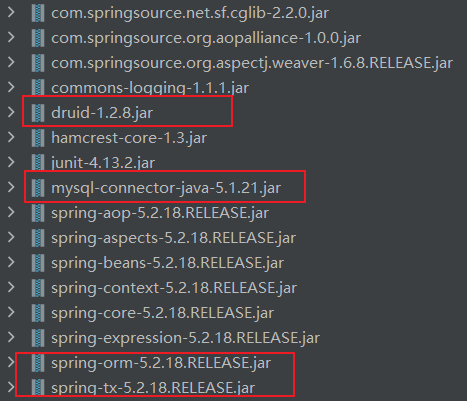 com.springsource.net.sf.cglib-2.2.0.jar
com.springsource.org.aopalliance-1.0.0.jar
com.springsource.org.aspectj.weaver-1.6.8.RELEASE.jar
commons-logging-1.1.1.jar
druid-1.2.8.jar
hamcrest-core-1.3.jar
junit-4.13.2.jar
mysql-connector-java-5.1.21.jar
spring-aop-5.2.18.RELEASE.jar
spring-aspects-5.2.18.RELEASE.jar
spring-beans-5.2.18.RELEASE.jar
spring-context-5.2.18.RELEASE.jar
spring-core-5.2.18.RELEASE.jar
spring-expression-5.2.18.RELEASE.jar
spring-orm-5.2.18.RELEASE.jar
spring-tx-5.2.18.RELEASE.jar